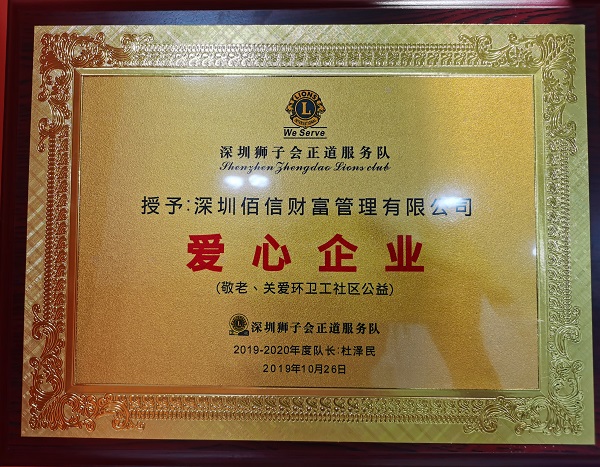 LIONS
L
INTERNATIONAL
We Serve
深圳狮子会正道服务队
Shenzhen Zhengdao Lions club
授予:深圳佰信财富管理有限公司
爱心企业
(敬老、关爱环卫工社区公益)
深圳狮子会正道服务队
2019-2020年度队长:杜泽民
2019年10月26日